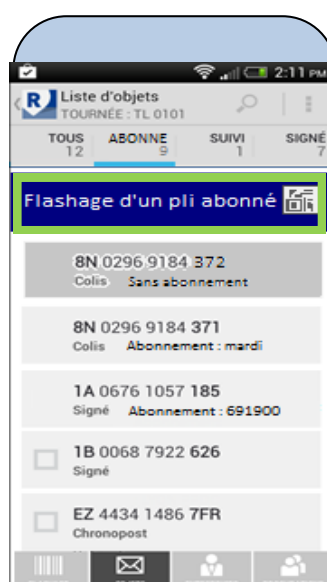 2:11 PM
R Liste d'objets
TOURNÉE : TL 0101
TOUS
12
ABONNE
9
SUIVI
1
SIGNÉ
7
Flashage d'un pli abonné
8N 0296 9184 372
Colis Sans abonnement
8N 0296 9184 371
Colis Abonnement : mardi
1A 0676 1057 185
Signé Abonnement : 691900
1B 0068 7922 626
Signé
EZ 4434 1486 7FR
Chronopost